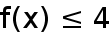 f(x) ≤ 4